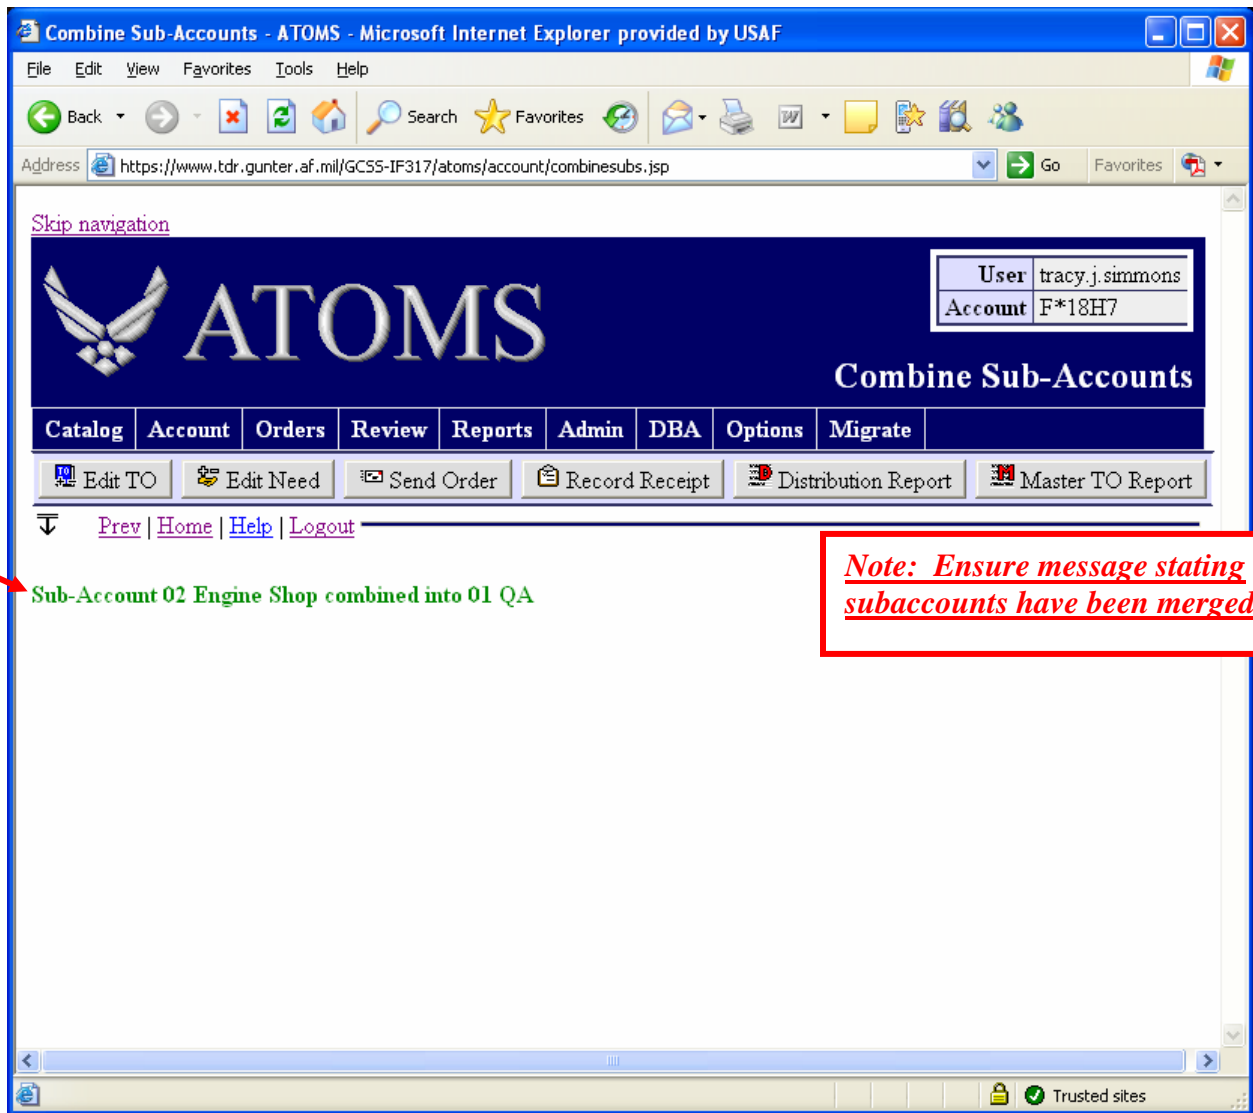 Combine Sub-Accounts - ATOMS - Microsoft Internet Explorer provided by USAF
File Edit View Favorites Tools Help
Back Search Favorites
Address https://www.tdr.gunter.af.mil/GCSS-IF317/atoms/account/combinesubs.jsp Go Favorites
Skip navigation
ATOMS
User tracy.j.simmons
Account F*18H7
Combine Sub-Accounts
Catalog Account Orders Review Reports Admin DBA Options Migrate
Edit TO Edit Need Send Order Record Receipt Distribution Report Master TO Report
Prev | Home | Help | Logout
Note: Ensure message stating
subaccounts have been merged
Sub-Account 02 Engine Shop combined into 01 QA
Trusted sites